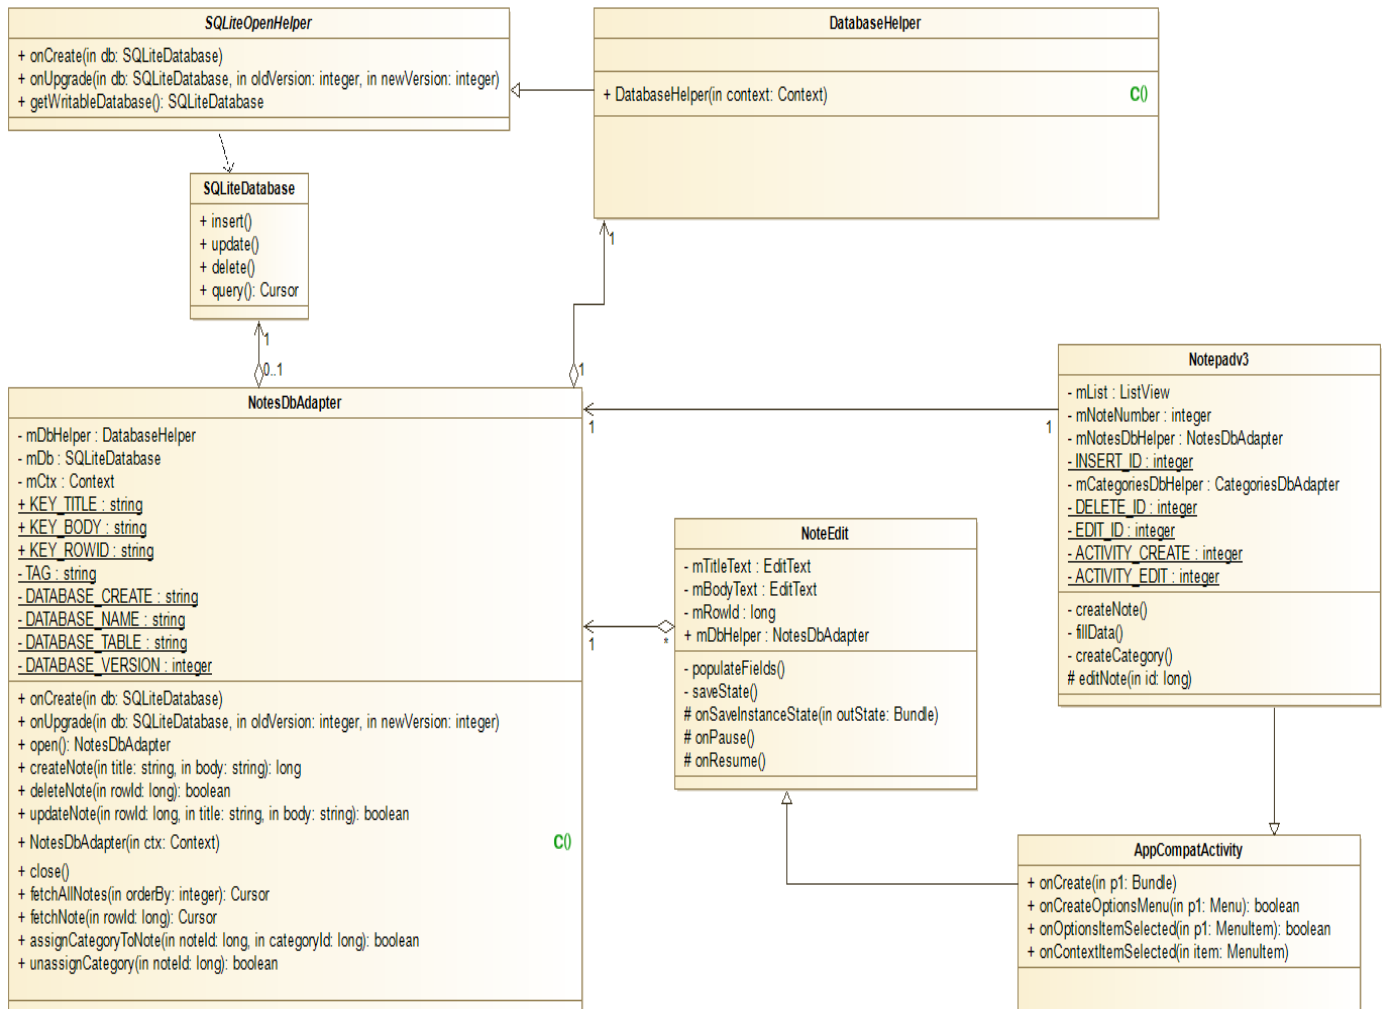 SQLiteOpenHelper
+ onCreate(in db: SQLiteDatabase)
+ onUpgrade(in db: SQLiteDatabase, in oldVersion: integer, in newVersion: integer)
+ getWritableDatabase(): SQLiteDatabase
DatabaseHelper
+ DatabaseHelper(in context: Context)
C()
SQLiteDatabase
+ insert()
+ update()
+ delete()
+ query(): Cursor
1
0..1
1
1
NotesDbAdapter
- mDbHelper : DatabaseHelper
- mDb : SQLiteDatabase
- mCtx : Context
+ KEY_TITLE : string
+ KEY_BODY : string
+ KEY_ROWID : string
- TAG : string
- DATABASE_CREATE : string
- DATABASE_NAME : string
- DATABASE_TABLE : string
- DATABASE_VERSION : integer
+ onCreate(in db: SQLiteDatabase)
+ onUpgrade(in db: SQLiteDatabase, in oldVersion: integer, in newVersion: integer)
+ open(): NotesDbAdapter
+ createNote(in title: string, in body: string): long
+ deleteNote(in rowId: long): boolean
+ updateNote(in rowId: long, in title: string, in body: string): boolean
+ NotesDbAdapter(in ctx: Context)
C()
+ close()
+ fetchAllNotes(in orderBy: integer): Cursor
+ fetchNote(in rowId: long): Cursor
+ assignCategoryToNote(in noteId: long, in categoryId: long): boolean
+ unassignCategory(in noteId: long): boolean
1
1
1
*
NoteEdit
- mTitleText : EditText
- mBodyText : EditText
- mRowId : long
+ mDbHelper : NotesDbAdapter
- populateFields()
- saveState()
# onSaveInstanceState(in outState: Bundle)
# onPause()
# onResume()
Notepadv3
- mList : ListView
- mNoteNumber : integer
- mNotesDbHelper : NotesDbAdapter
- INSERT_ID : integer
- mCategoriesDbHelper : CategoriesDbAdapter
- DELETE_ID : integer
- EDIT_ID : integer
- ACTIVITY_CREATE : integer
- ACTIVITY_EDIT : integer
- createNote()
- fillData()
- createCategory()
# editNote(in id: long)
AppCompatActivity
+ onCreate(in p1: Bundle)
+ onCreateOptionsMenu(in p1: Menu): boolean
+ onOptionsItemSelected(in p1: MenuItem): boolean
+ onContextItemSelected(in item: MenuItem)